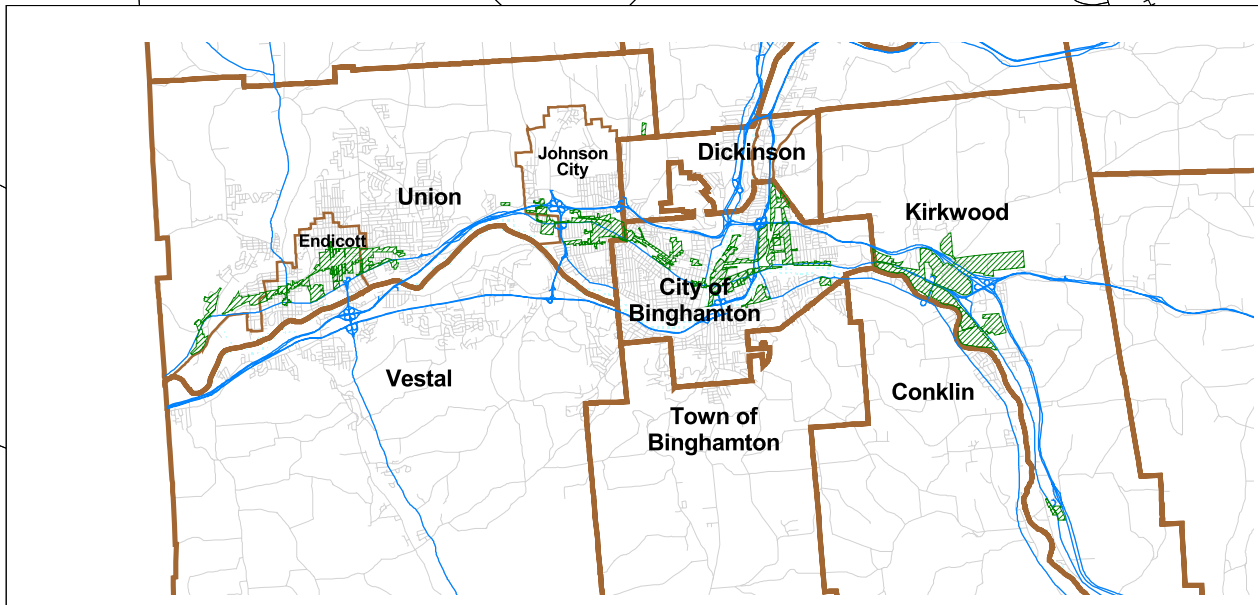 Johnson
City
Dickinson
Union
Kirkwood
Endicott
City of
Binghamton
Vestal
Conklin
Town of
Binghamton